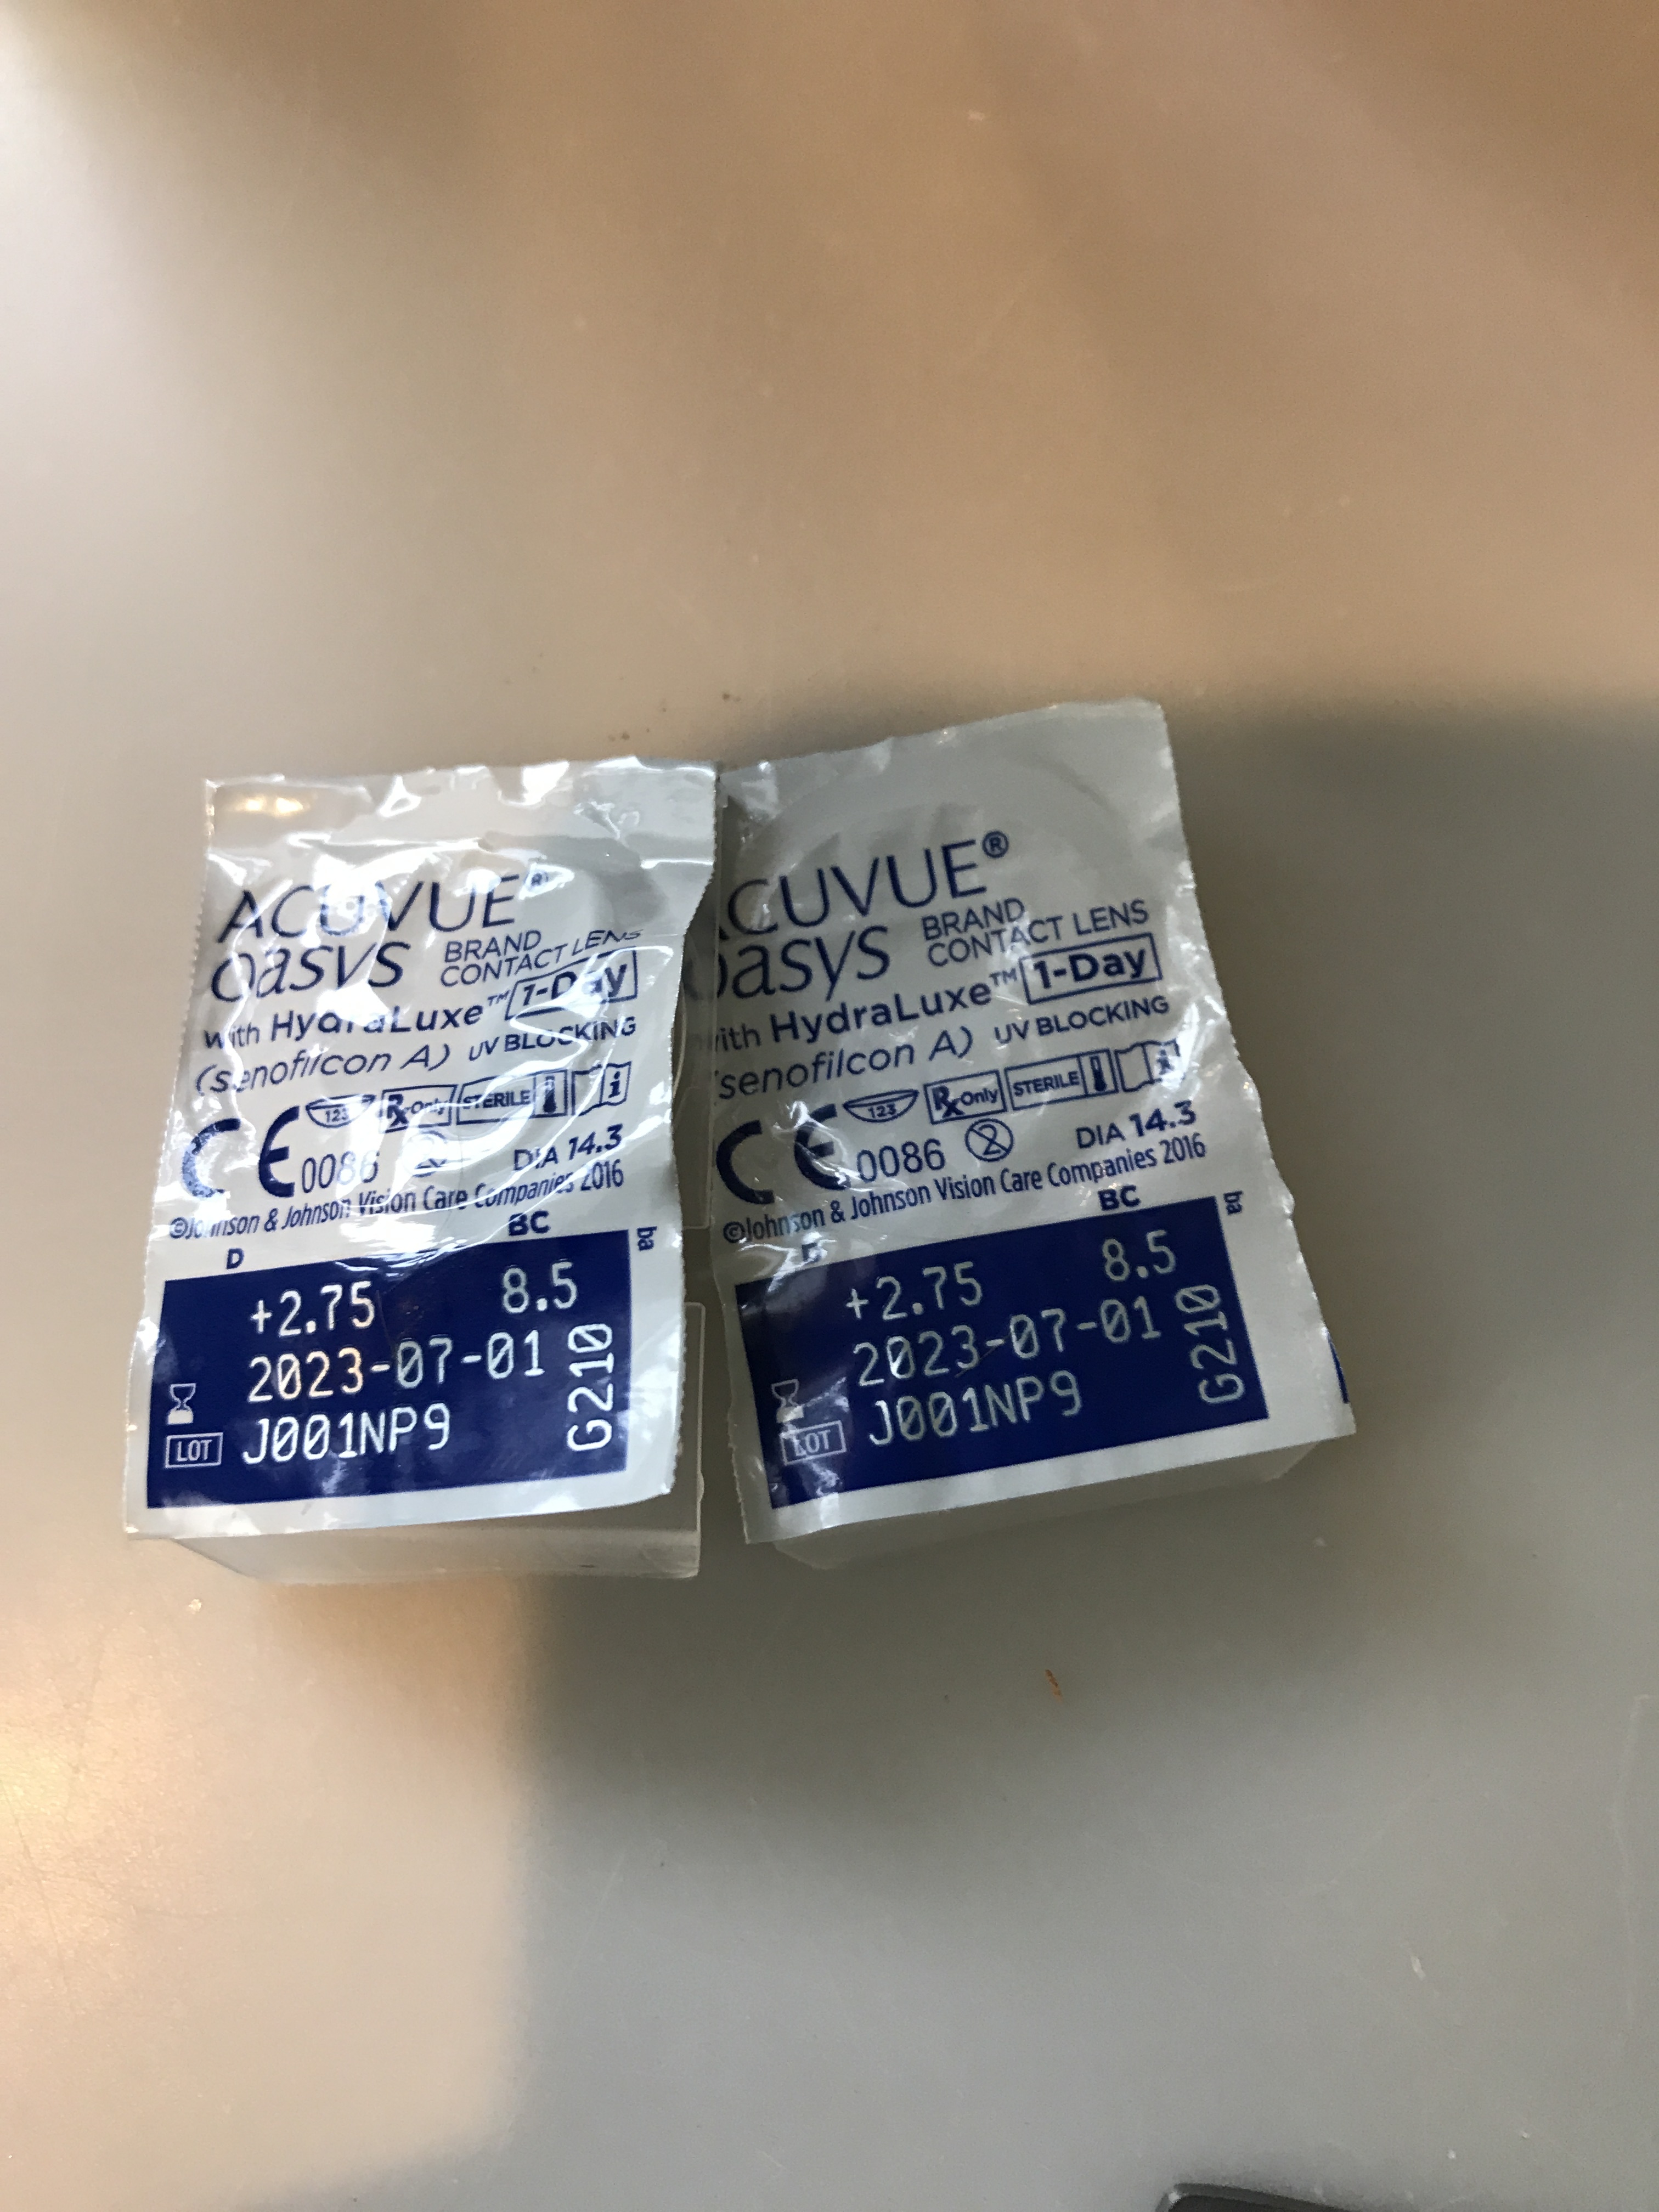 ACUVUE®
oasys BRAND CONTACT LENS
with HydraLuxe™ 1-Day
(senofilcon A) UV BLOCKING
123 Rx Only STERILE i
CE 0086 2 DIA 14.3
©Johnson & Johnson Vision Care Companies 2016
D BC ba
+2.75 8.5
2023-07-01
LOT J001NP9
G210
ACUVUE®
oasys BRAND CONTACT LENS
with HydraLuxe™ 1-Day
(senofilcon A) UV BLOCKING
123 Rx Only STERILE i
CE 0086 2 DIA 14.3
©Johnson & Johnson Vision Care Companies 2016
D BC ba
+2.75 8.5
2023-07-01
LOT J001NP9
G210